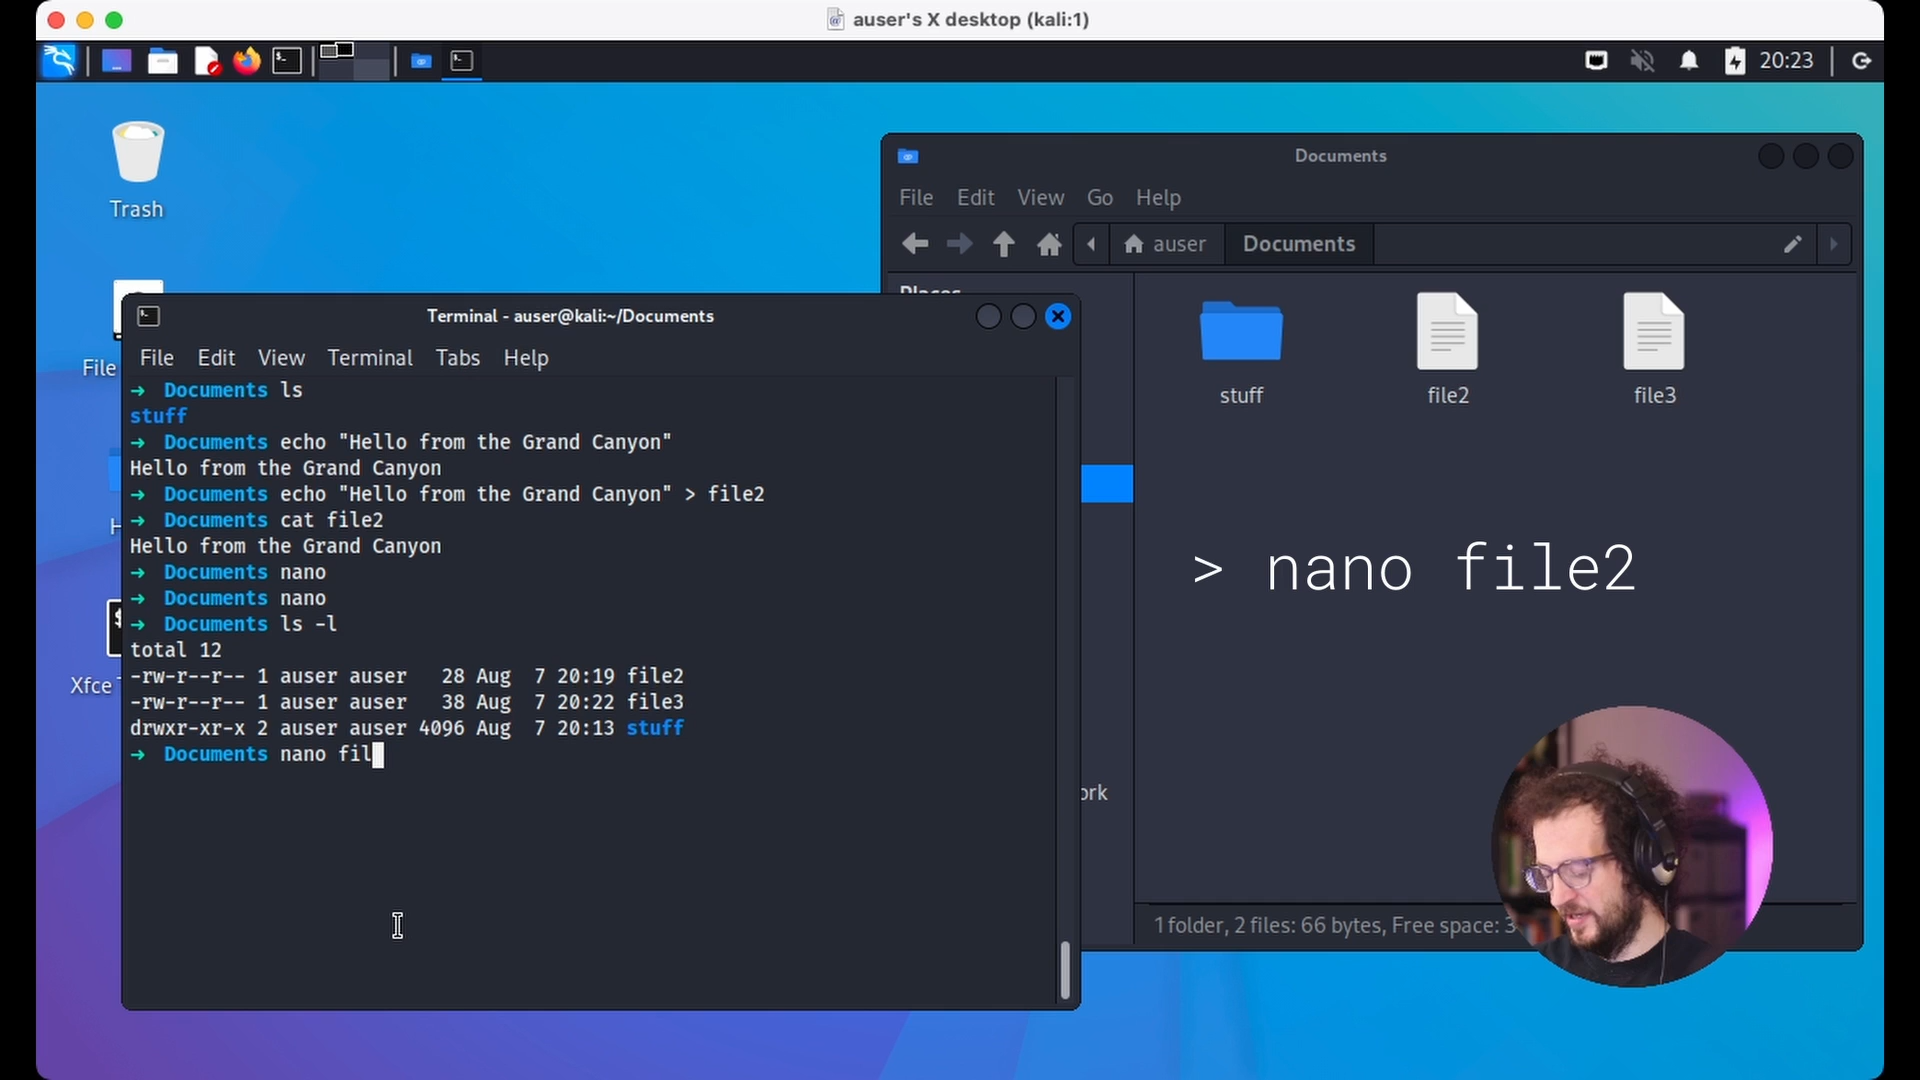 auser's X desktop (kali:1)
20:23
Trash
File
Xfce
Documents
File Edit View Go Help
auser Documents
stuff file2 file3
> nano file2
1 folder, 2 files: 66 bytes, Free space: 3
Terminal - auser@kali:~/Documents
File Edit View Terminal Tabs Help
→ Documents ls
stuff
→ Documents echo "Hello from the Grand Canyon"
Hello from the Grand Canyon
→ Documents echo "Hello from the Grand Canyon" > file2
→ Documents cat file2
Hello from the Grand Canyon
→ Documents nano
→ Documents nano
→ Documents ls -l
total 12
-rw-r--r-- 1 auser auser   28 Aug  7 20:19 file2
-rw-r--r-- 1 auser auser   38 Aug  7 20:22 file3
drwxr-xr-x 2 auser auser 4096 Aug  7 20:13 stuff
→ Documents nano fil